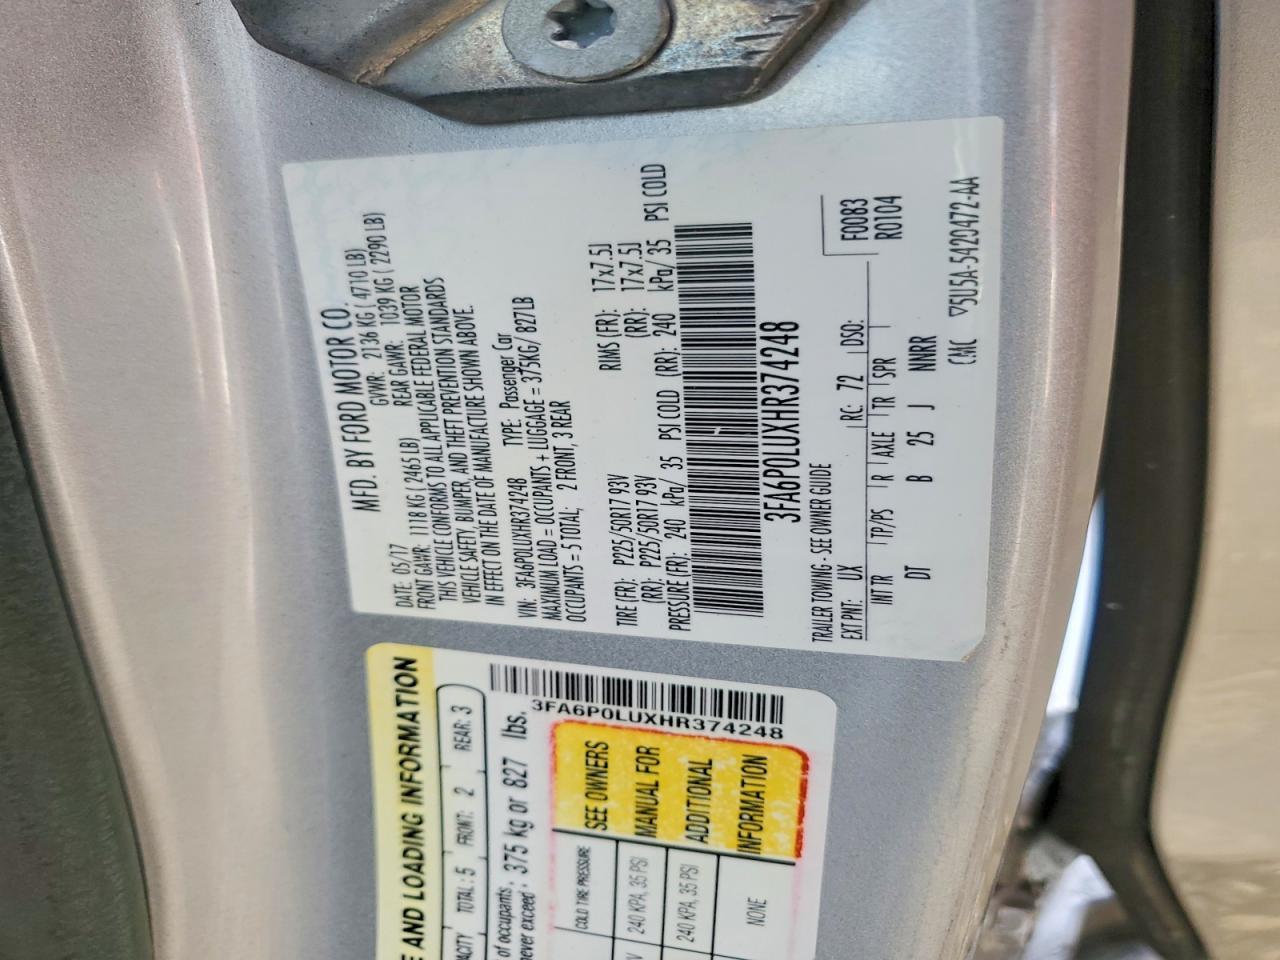 MFD. BY FORD MOTOR CO.
DATE: 05/17 GVWR: 2136 KG ( 4710 LB)
FRONT GAWR: 1118 KG ( 2465 LB) REAR GAWR: 1039 KG ( 2290 LB)
THIS VEHICLE CONFORMS TO ALL APPLICABLE FEDERAL MOTOR
VEHICLE SAFETY, BUMPER, AND THEFT PREVENTION STANDARDS
IN EFFECT ON THE DATE OF MANUFACTURE SHOWN ABOVE.
VIN: 3FA6P0LUXHR374248 TYPE: Passenger Car
MAXIMUM LOAD = OCCUPANTS + LUGGAGE = 375KG/ 827LB
OCCUPANTS = 5 TOTAL; 2 FRONT, 3 REAR
TIRE (FR): P225/50R17 93V RIMS (FR): 17x7.5J
(RR): P225/50R17 93V (RR): 17x7.5J
PRESSURE (FR): 240 kPa/ 35 PSI COLD (RR): 240 kPa/ 35 PSI COLD
3FA6P0LUXHR374248
TRAILER TOWING - SEE OWNER GUIDE
F0083
EXT PNT: UX RC: 72 DSO: R0104
INT TR TP/PS R AXLE TR SPR
DT B 25 J NNRR
CMC ▽5U5A-5420472-AA
E AND LOADING INFORMATION
TOTAL: 5 FRONT: 2 REAR: 3
of occupants
never exceed 375 kg or 827 lbs.
3FA6P0LUXHR374248
COLD TIRE PRESSURE
240 KPA, 35 PSI
240 KPA, 35 PSI
NONE
SEE OWNERS
MANUAL FOR
ADDITIONAL
INFORMATION